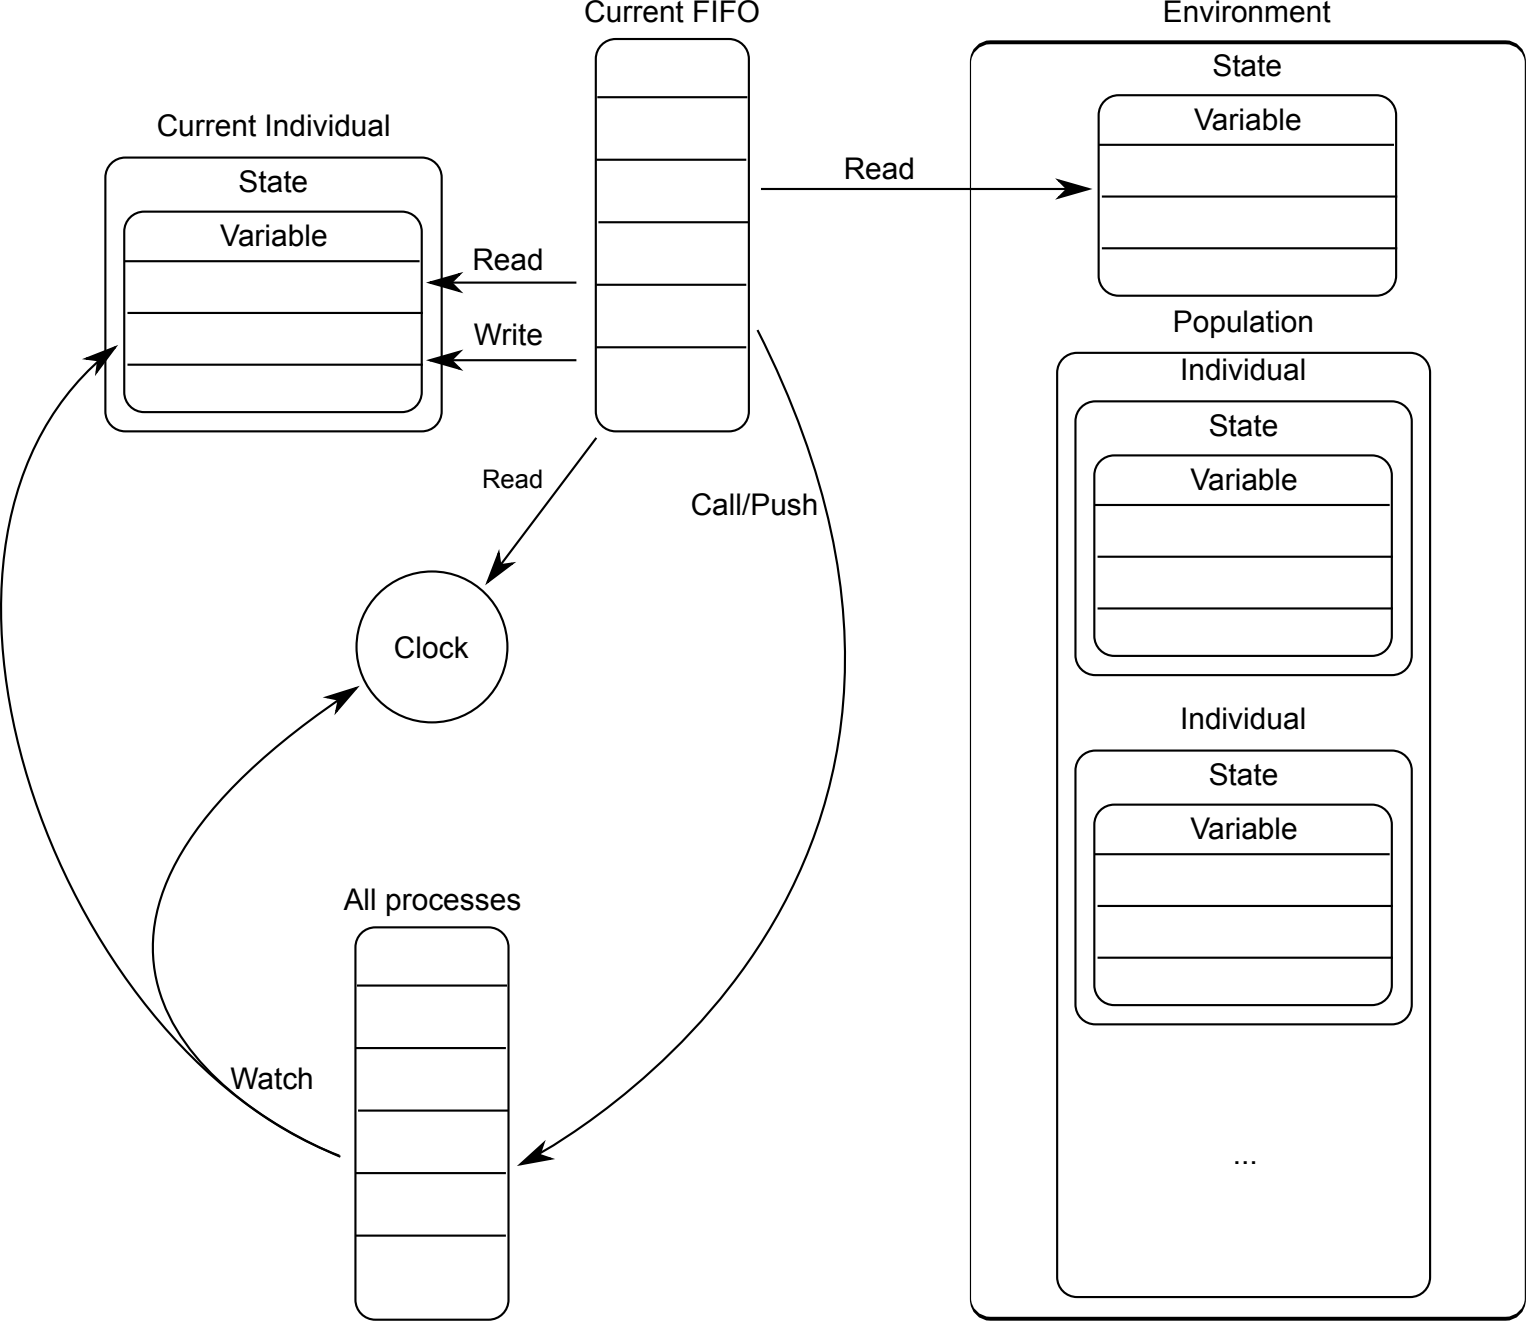 Current FIFO
Environment
State
Variable
Current Individual
State
Variable
Read
Read
Write
Population
Individual
State
Variable
Read
Call/Push
Clock
Individual
State
Variable
All processes
Watch
...